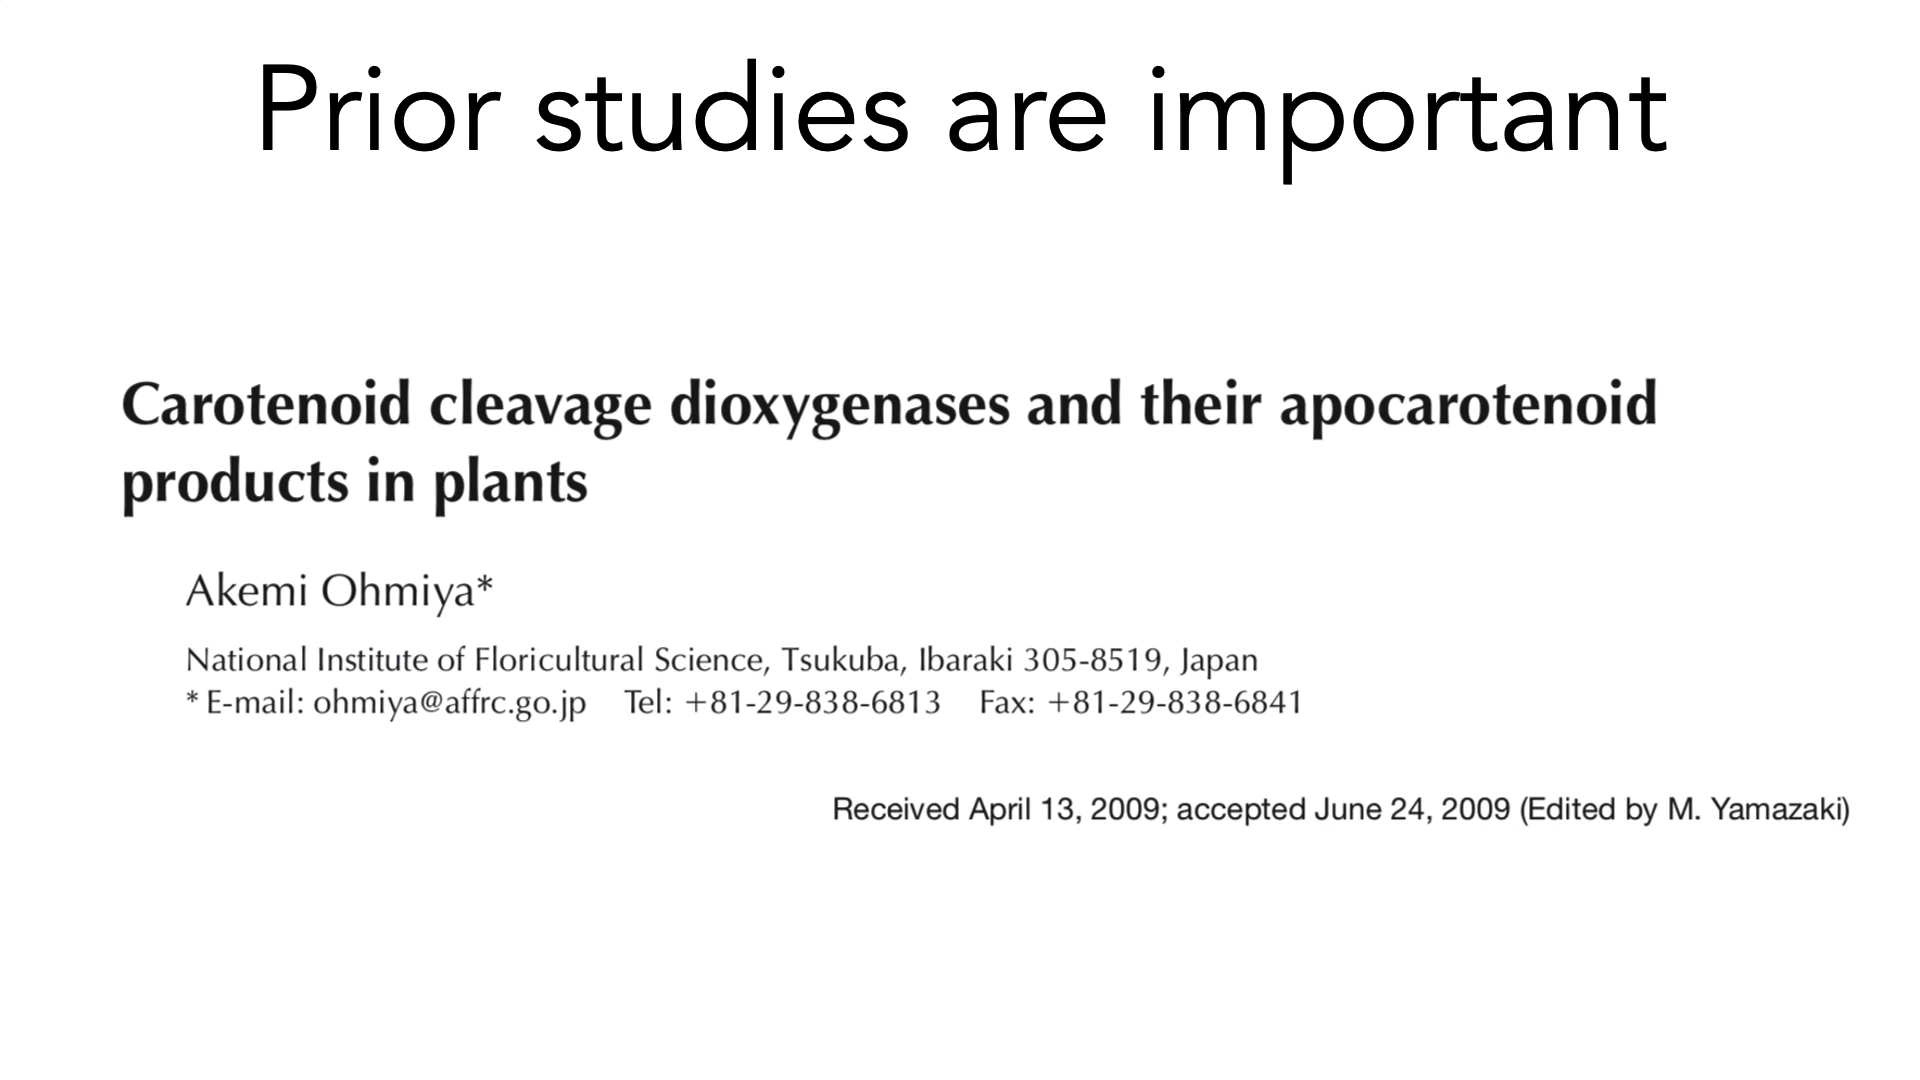 Prior studies are important
Carotenoid cleavage dioxygenases and their apocarotenoid
products in plants
Akemi Ohmiya*
National Institute of Floricultural Science, Tsukuba, Ibaraki 305-8519, Japan
* E-mail: ohmiya@affrc.go.jp Tel: +81-29-838-6813 Fax: +81-29-838-6841
Received April 13, 2009; accepted June 24, 2009 (Edited by M. Yamazaki)